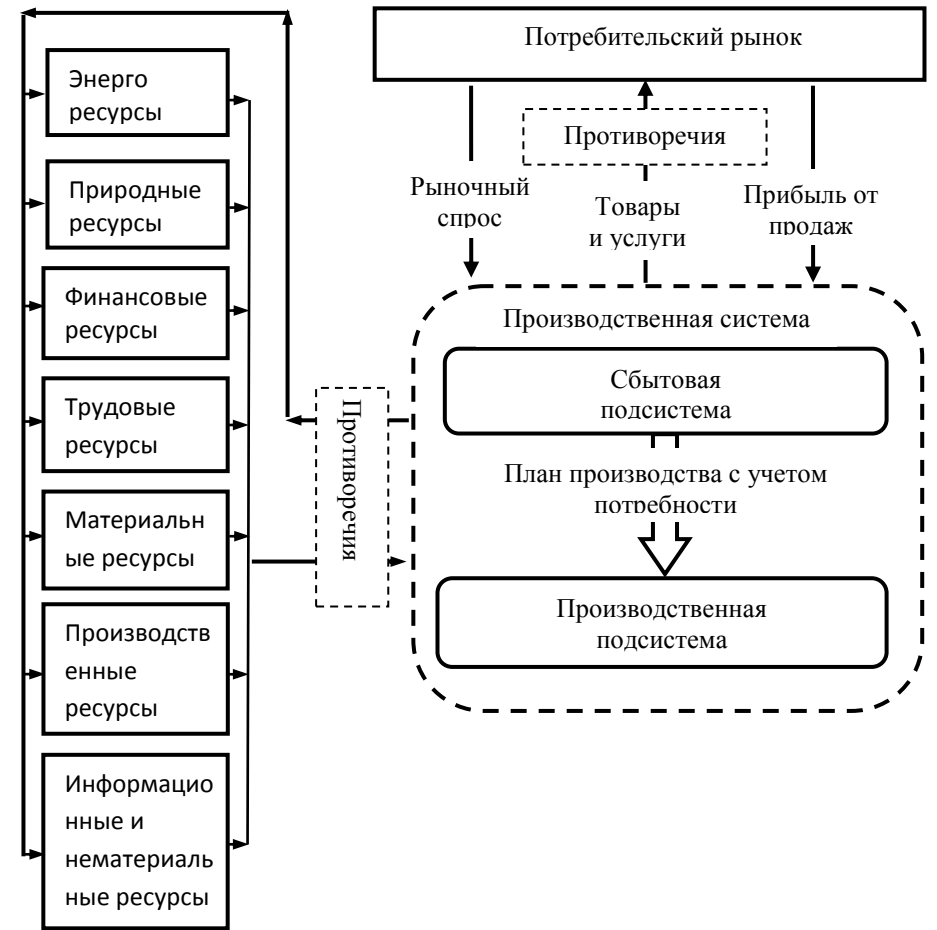 Энерго
ресурсы
Природные
ресурсы
Финансовые
ресурсы
Трудовые
ресурсы
Материальн
ые ресурсы
Производств
енные
ресурсы
Информацио
нные и
нематериаль
ные ресурсы
Противоречия
Потребительский рынок
Противоречия
Рыночный
спрос
Товары
и услуги
Прибыль от
продаж
Производственная система
Сбытовая
подсистема
План производства с учетом
потребности
Производственная
подсистема